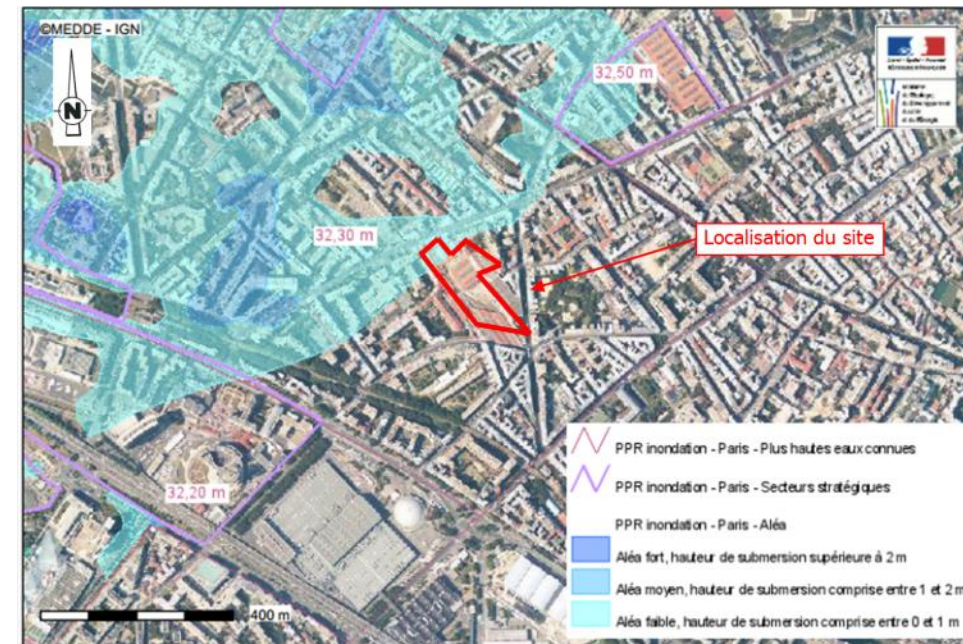 ©MEDDE - IGN
N
32,50 m
Localisation du site
32,30 m
32,20 m
PPR inondation - Paris - Plus hautes eaux connues
PPR inondation - Paris - Secteurs stratégiques
PPR inondation - Paris - Aléa
Aléa fort, hauteur de submersion supérieure à 2 m
Aléa moyen, hauteur de submersion comprise entre 1 et 2 m
Aléa faible, hauteur de submersion comprise entre 0 et 1 m
400 m